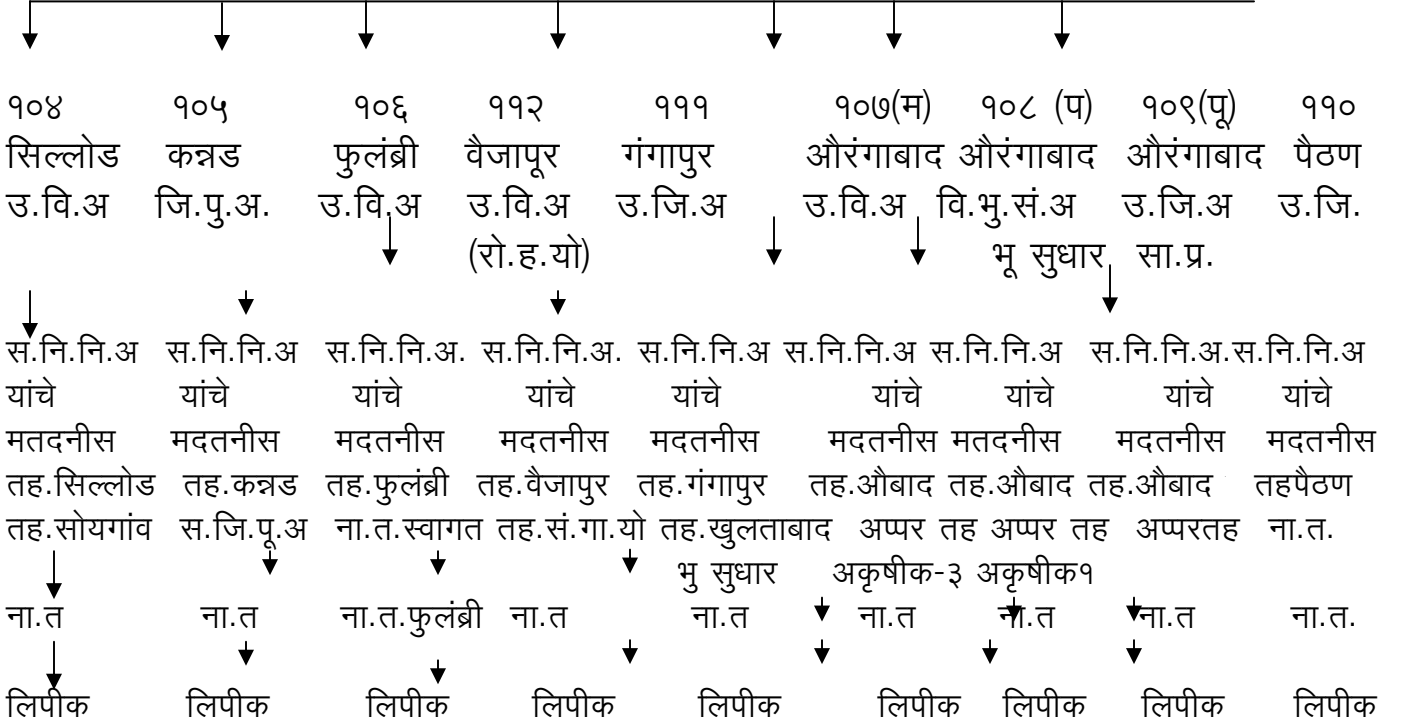 १०४ १०५ १०६ ११२ १११ १०७(म) १०८ (प) १०९(पू) ११०
सिल्लोड कन्नड फुलंब्री वैजापूर गंगापुर औरंगाबाद औरंगाबाद औरंगाबाद पैठण
उ.वि.अ जि.पु.अ. उ.वि.अ उ.वि.अ उ.जि.अ उ.वि.अ वि.भु.सं.अ उ.जि.अ उ.जि.
(रो.ह.यो) भू सुधार सा.प्र.
स.नि.नि.अ स.नि.नि.अ स.नि.नि.अ. स.नि.नि.अ. स.नि.नि.अ स.नि.नि.अ स.नि.नि.अ स.नि.नि.अ. स.नि.नि.अ
यांचे यांचे यांचे यांचे यांचे यांचे यांचे यांचे यांचे
मतदनीस मदतनीस मदतनीस मदतनीस मदतनीस मदतनीस मतदनीस मदतनीस मदतनीस
तह.सिल्लोड तह.कन्नड तह.फुलंब्री तह.वैजापुर तह.गंगापुर तह.औबाद तह.औबाद तह.औबाद तहपैठण
तह.सोयगांव स.जि.पू.अ ना.त.स्वागत तह.सं.गा.यो तह.खुलताबाद अप्पर तह अप्पर तह अप्परतह ना.त.
भु सुधार अकृषीक-३ अकृषीक१
ना.त ना.त ना.त.फुलंब्री ना.त ना.त ना.त ना.त ना.त ना.त.
लिपीक लिपीक लिपीक लिपीक लिपीक लिपीक लिपीक लिपीक लिपीक